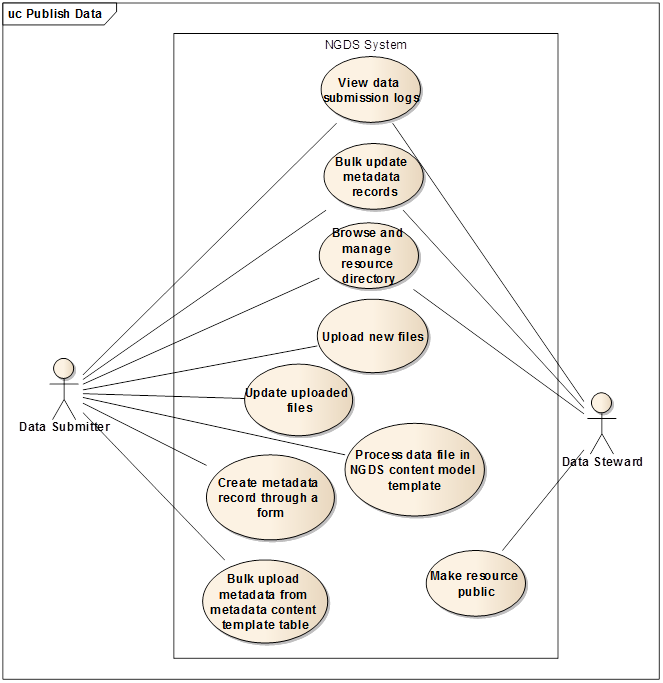 uc Publish Data
NGDS System
View data
submission logs
Bulk update
metadata
records
Browse and
manage
resource
directory
Upload new files
Update uploaded
files
Data Submitter
Process data file in
NGDS content model
template
Data Steward
Create metadata
record through a
form
Bulk upload
metadata from
metadata content
template table
Make resource
public